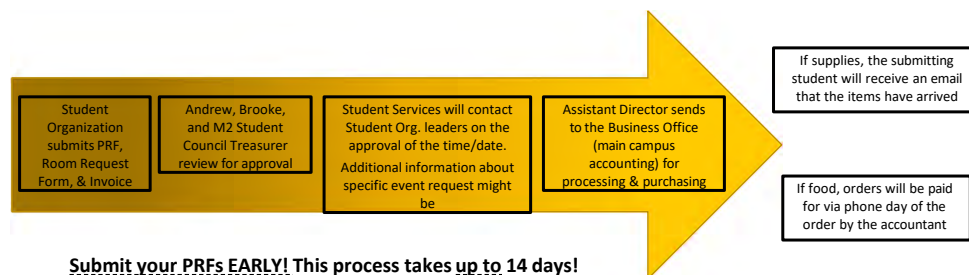 Student
Organization
submits PRF,
Room Request
Form, & Invoice
Andrew, Brooke,
and M2 Student
Council Treasurer
review for approval
Student Services will contact
Student Org. leaders on the
approval of the time/date.
Additional information about
specific event request might
be
Assistant Director sends
to the Business Office
(main campus
accounting) for
processing & purchasing
If supplies, the submitting
student will receive an email
that the items have arrived
If food, orders will be paid
for via phone day of the
order by the accountant
Submit your PRFs EARLY! This process takes up to 14 days!